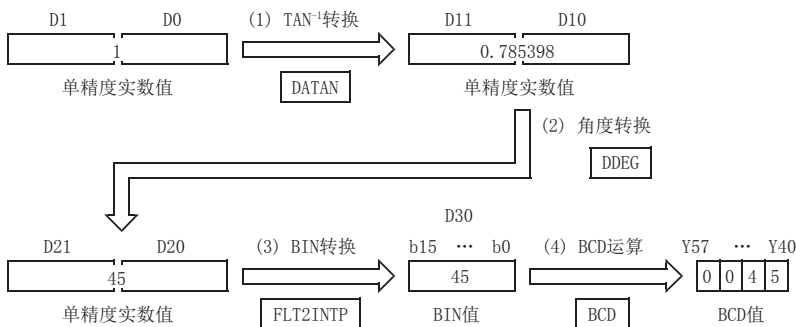 D1 D0 (1) TAN⁻¹转换 D11 D10
1 0.785398
单精度实数值 DATAN 单精度实数值
(2) 角度转换
DDEG
D30
D21 D20 (3) BIN转换 b15 … b0 (4) BCD运算 Y57 … Y40
45 45 0 0 4 5
单精度实数值 FLT2INTP BIN值 BCD BCD值